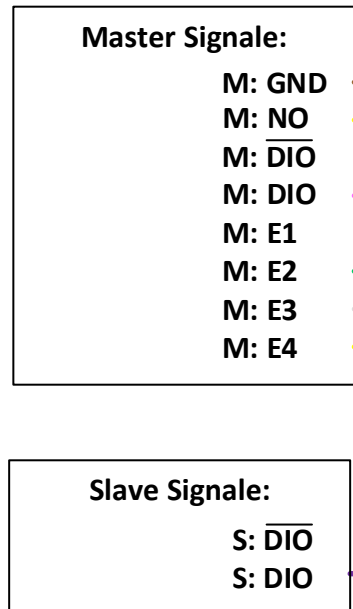 Master Signale:
M: GND
M: NO
M: D̅I̅O̅
M: DIO
M: E1
M: E2
M: E3
M: E4
Slave Signale:
S: D̅I̅O̅
S: DIO